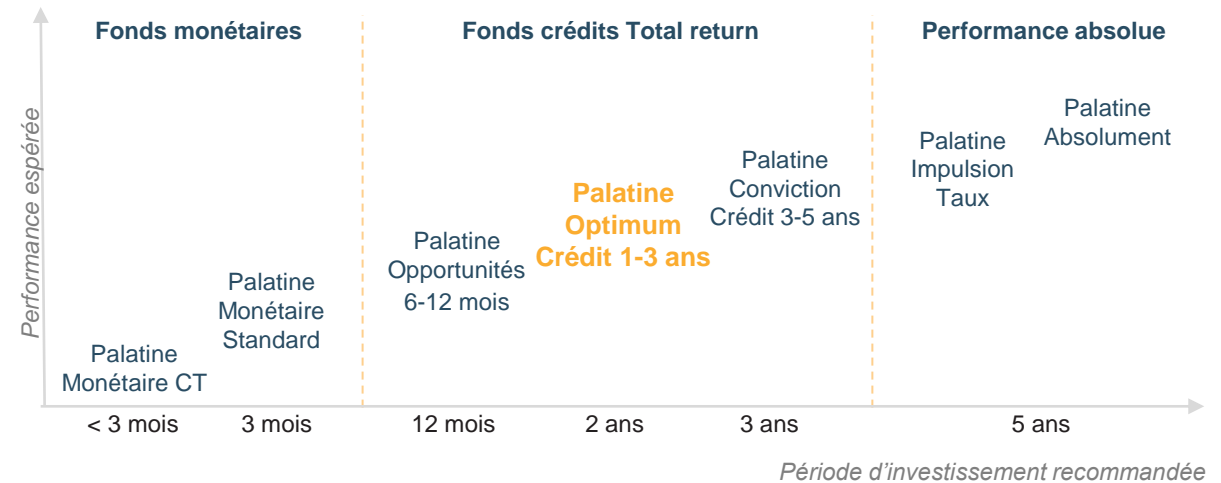 Fonds monétaires
Fonds crédits Total return
Performance absolue
Performance espérée
Palatine
Monétaire CT
Palatine
Monétaire
Standard
Palatine
Opportunités
6-12 mois
Palatine
Optimum
Crédit 1-3 ans
Palatine
Conviction
Crédit 3-5 ans
Palatine
Impulsion
Taux
Palatine
Absolument
< 3 mois
3 mois
12 mois
2 ans
3 ans
5 ans
Période d’investissement recommandée